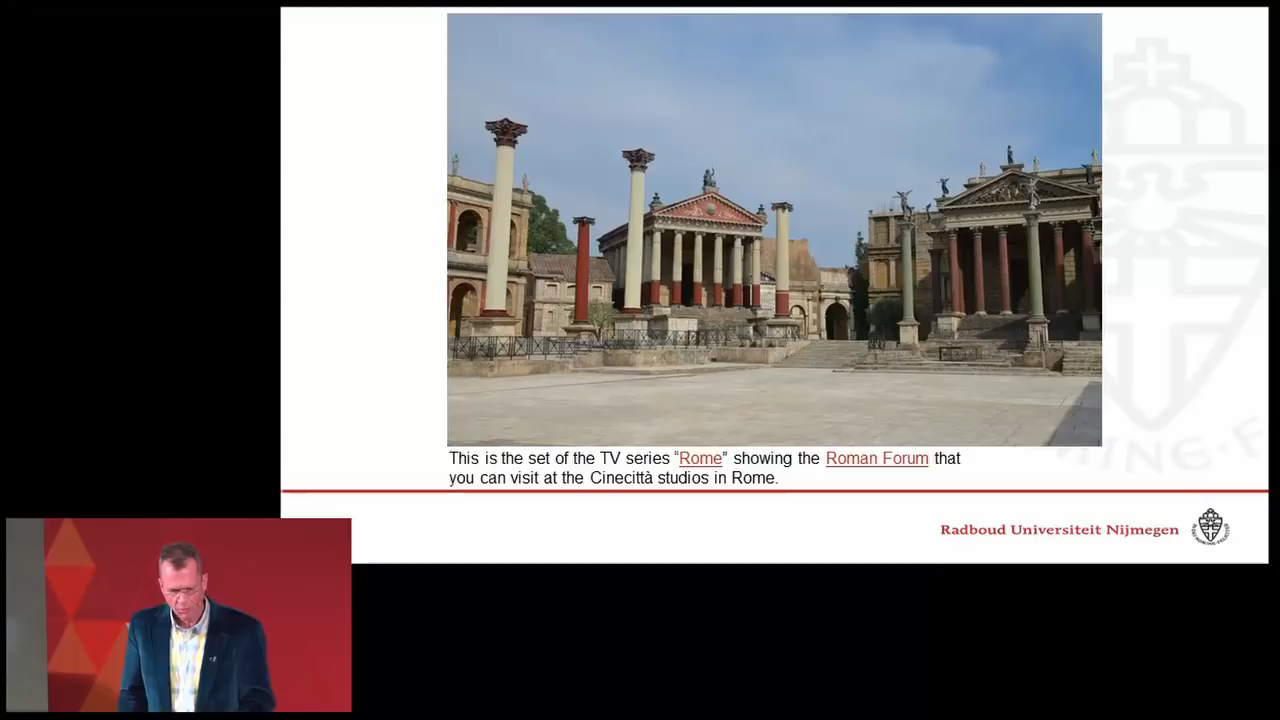 This is the set of the TV series “Rome” showing the Roman Forum that
you can visit at the Cinecittà studios in Rome.
Radboud Universiteit Nijmegen